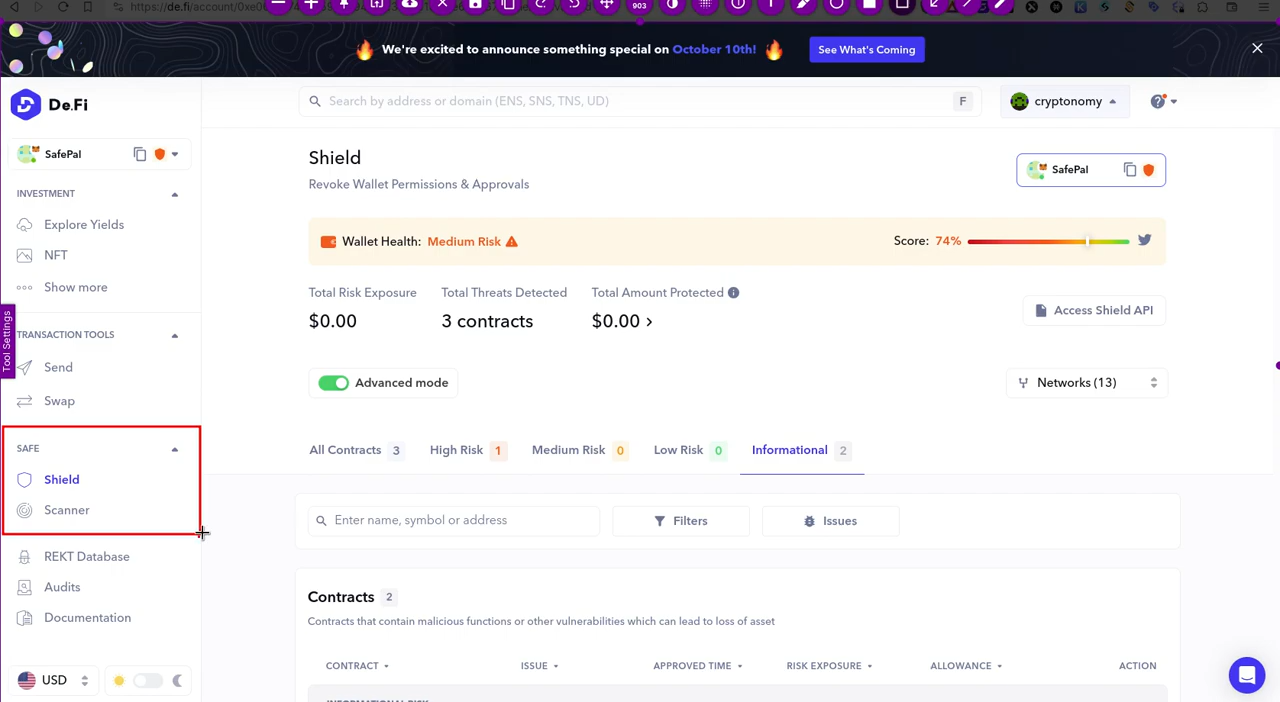 https://de.fi/account/0xe0
903
We're excited to announce something special on October 10th!
See What's Coming
De.Fi
Search by address or domain (ENS, SNS, TNS, UD)
F
cryptonomy
SafePal
INVESTMENT
Explore Yields
NFT
Show more
TRANSACTION TOOLS
Tool Settings
Send
Swap
SAFE
Shield
Scanner
REKT Database
Audits
Documentation
USD
Shield
Revoke Wallet Permissions & Approvals
SafePal
Wallet Health: Medium Risk
Score: 74%
Total Risk Exposure
$0.00
Total Threats Detected
3 contracts
Total Amount Protected
$0.00 >
Access Shield API
Advanced mode
Networks (13)
All Contracts 3
High Risk 1
Medium Risk 0
Low Risk 0
Informational 2
Enter name, symbol or address
Filters
Issues
Contracts 2
Contracts that contain malicious functions or other vulnerabilities which can lead to loss of asset
CONTRACT
ISSUE
APPROVED TIME
RISK EXPOSURE
ALLOWANCE
ACTION
INFORMATIONAL RISK